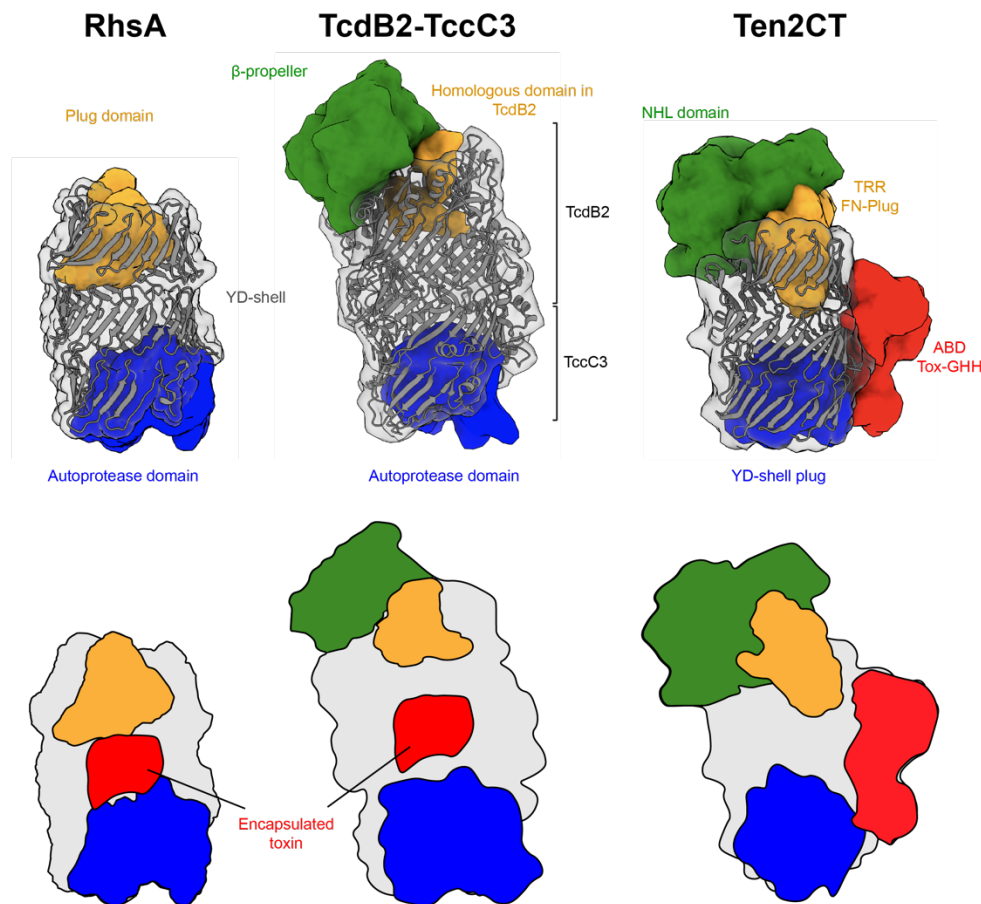 RhsA
TcdB2-TccC3
Ten2CT
β-propeller
Plug domain
Homologous domain in
TcdB2
NHL domain
TRR
FN-Plug
TcdB2
YD-shell
TccC3
ABD
Tox-GHH
Autoprotease domain
Autoprotease domain
YD-shell plug
Encapsulated
toxin